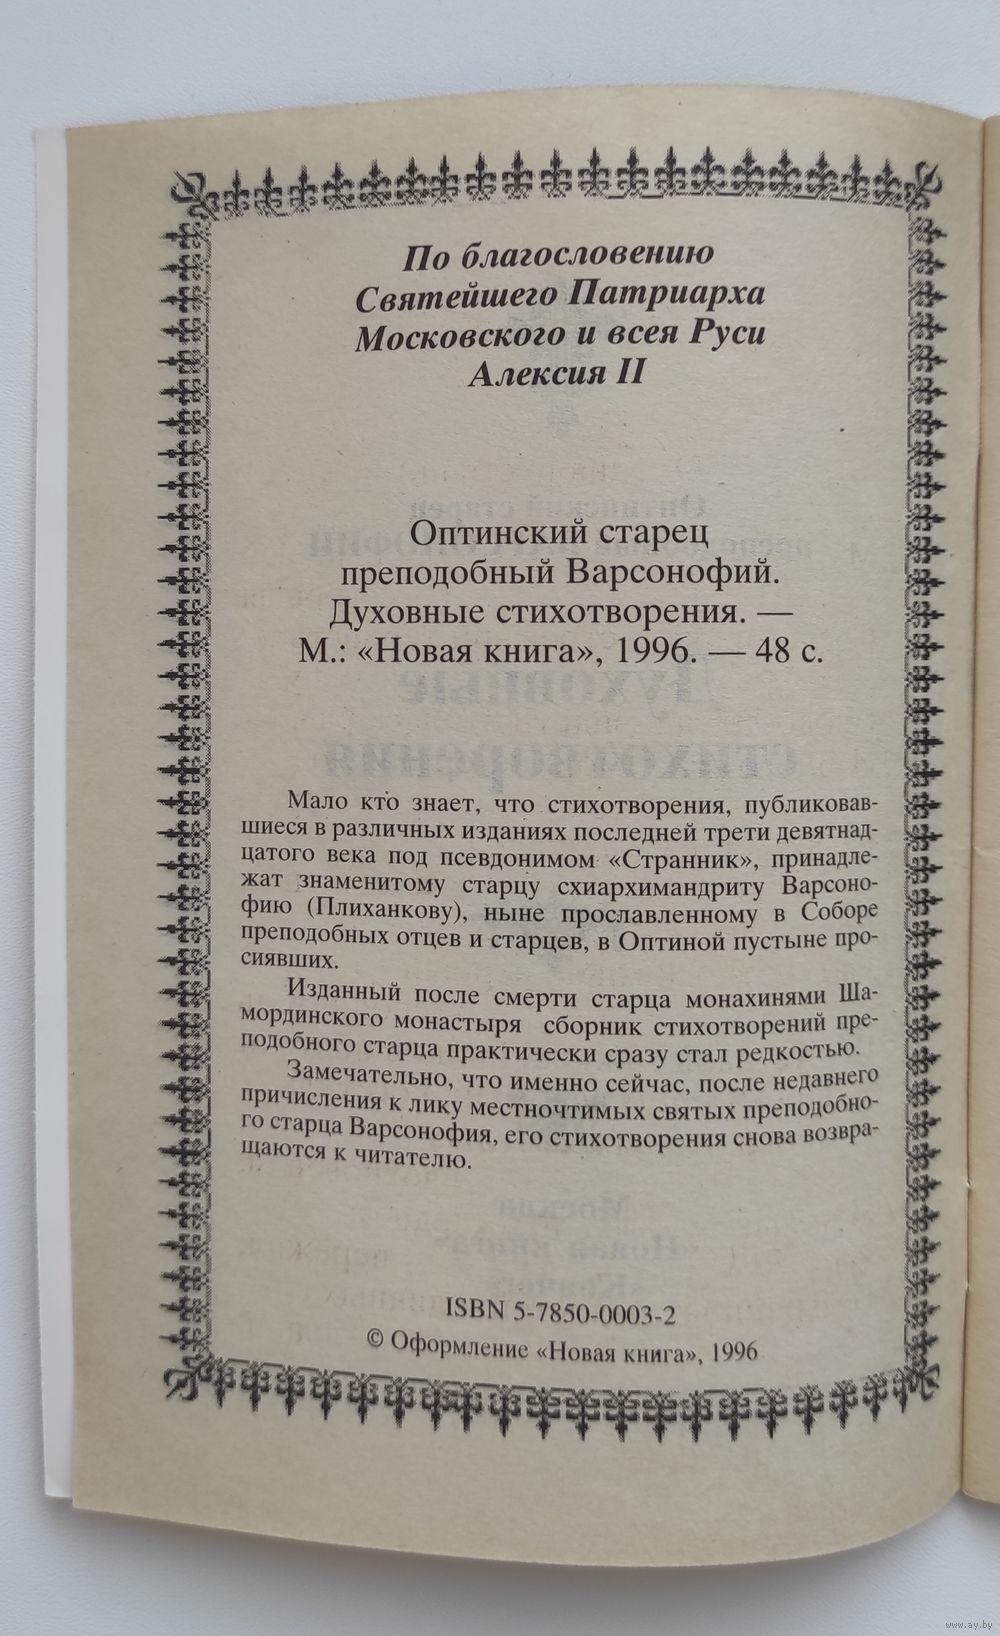 По благословению
Святейшего Патриарха
Московского и всея Руси
Алексия II
Оптинский старец
преподобный Варсонофий.
Духовные стихотворения. —
М.: «Новая книга», 1996. — 48 с.
Мало кто знает, что стихотворения, публиковав-
шиеся в различных изданиях последней трети девятнад-
цатого века под псевдонимом «Странник», принадле-
жат знаменитому старцу схиархимандриту Варсоно-
фию (Плиханкову), ныне прославленному в Соборе
преподобных отцев и старцев, в Оптиной пустыне про-
сиявших.
Изданный после смерти старца монахинями Ша-
мординского монастыря сборник стихотворений пре-
подобного старца практически сразу стал редкостью.
Замечательно, что именно сейчас, после недавнего
причисления к лику местночтимых святых преподобно-
го старца Варсонофия, его стихотворения снова возвра-
щаются к читателю.
ISBN 5-7850-0003-2
© Оформление «Новая книга», 1996
www.ay.by